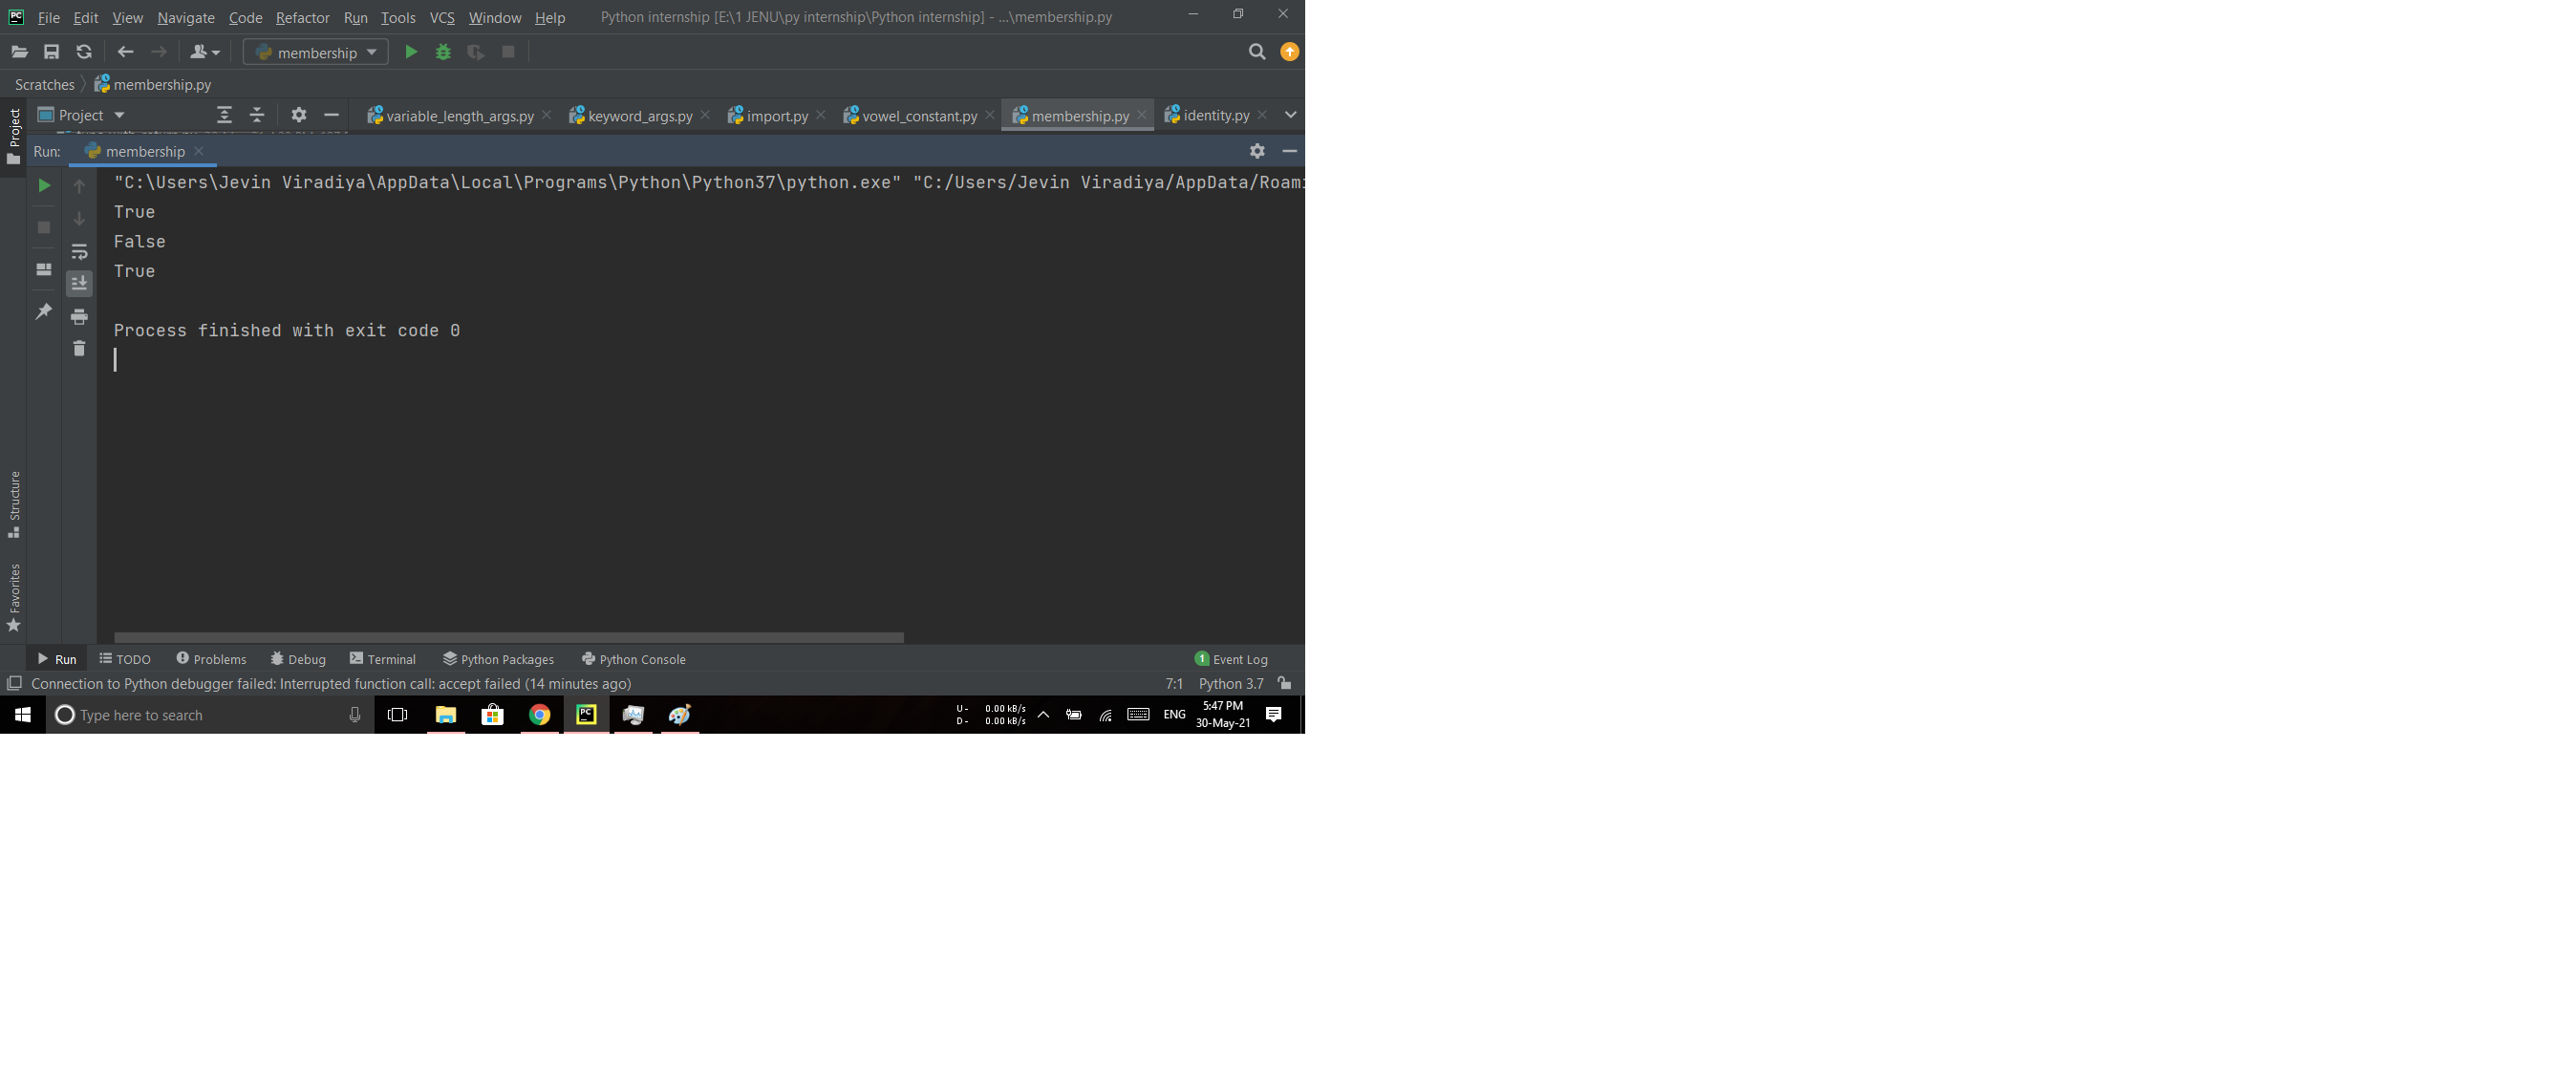 PC File Edit View Navigate Code Refactor Run Tools VCS Window Help Python internship [E:\1 JENU\py internship\Python internship] - ...\membership.py
membership
Scratches membership.py
Project variable_length_args.py keyword_args.py import.py vowel_constant.py membership.py identity.py
Project
Run: membership
"C:\Users\Jevin Viradiya\AppData\Local\Programs\Python\Python37\python.exe" "C:/Users/Jevin Viradiya/AppData/Roam
True
False
True
Process finished with exit code 0
Structure
Favorites
Run TODO Problems Debug Terminal Python Packages Python Console 1 Event Log
Connection to Python debugger failed: Interrupted function call: accept failed (14 minutes ago) 7:1 Python 3.7
Type here to search PC U - 0.00 kB/s ENG 5:47 PM
D - 0.00 kB/s 30-May-21